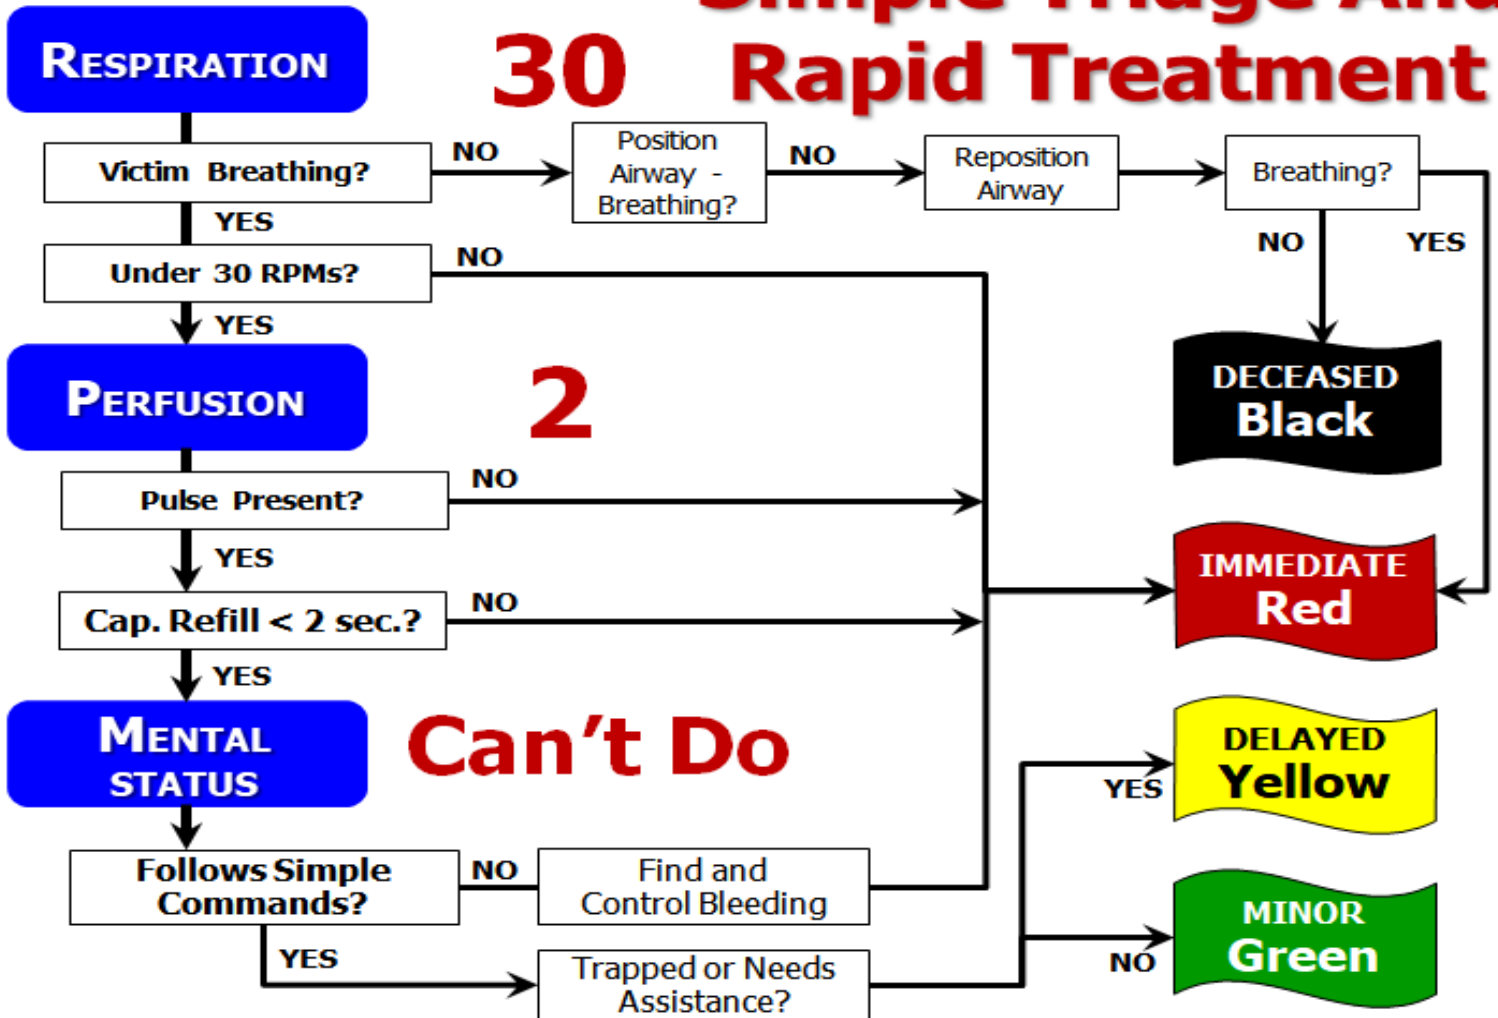 Simple Triage And
Rapid Treatment
RESPIRATION
30
Victim Breathing?
NO
Position
Airway -
Breathing?
NO
Reposition
Airway
Breathing?
YES
NO
YES
Under 30 RPMs?
NO
YES
DECEASED
Black
PERFUSION
2
Pulse Present?
NO
YES
IMMEDIATE
Red
Cap. Refill < 2 sec.?
NO
YES
MENTAL
STATUS
Can't Do
DELAYED
Yellow
YES
Follows Simple
Commands?
NO
Find and
Control Bleeding
YES
Trapped or Needs
Assistance?
NO
MINOR
Green